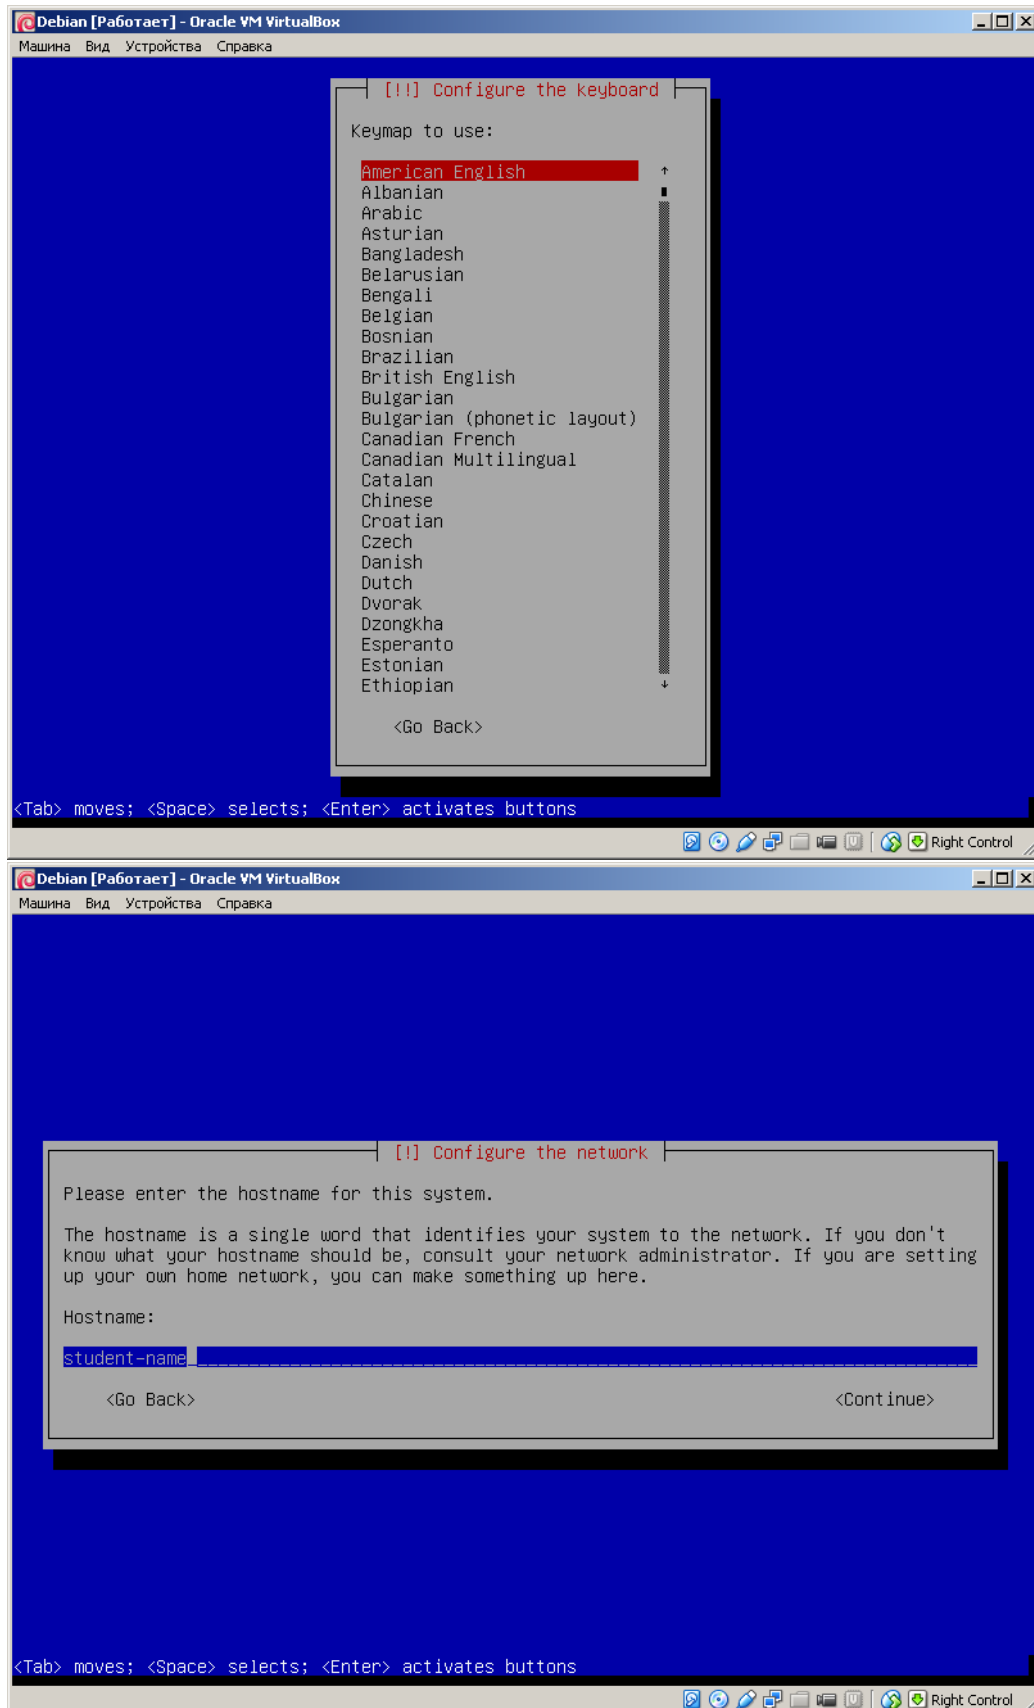 Debian [Работает] - Oracle VM VirtualBox
Машина Вид Устройства Справка
[!!] Configure the keyboard
Keymap to use:
American English
Albanian
Arabic
Asturian
Bangladesh
Belarusian
Bengali
Belgian
Bosnian
Brazilian
British English
Bulgarian
Bulgarian (phonetic layout)
Canadian French
Canadian Multilingual
Catalan
Chinese
Croatian
Czech
Danish
Dutch
Dvorak
Dzongkha
Esperanto
Estonian
Ethiopian
<Go Back>
<Tab> moves; <Space> selects; <Enter> activates buttons
Right Control
Debian [Работает] - Oracle VM VirtualBox
Машина Вид Устройства Справка
[!] Configure the network
Please enter the hostname for this system.
The hostname is a single word that identifies your system to the network. If you don't
know what your hostname should be, consult your network administrator. If you are setting
up your own home network, you can make something up here.
Hostname:
student-name
<Go Back> <Continue>
<Tab> moves; <Space> selects; <Enter> activates buttons
Right Control